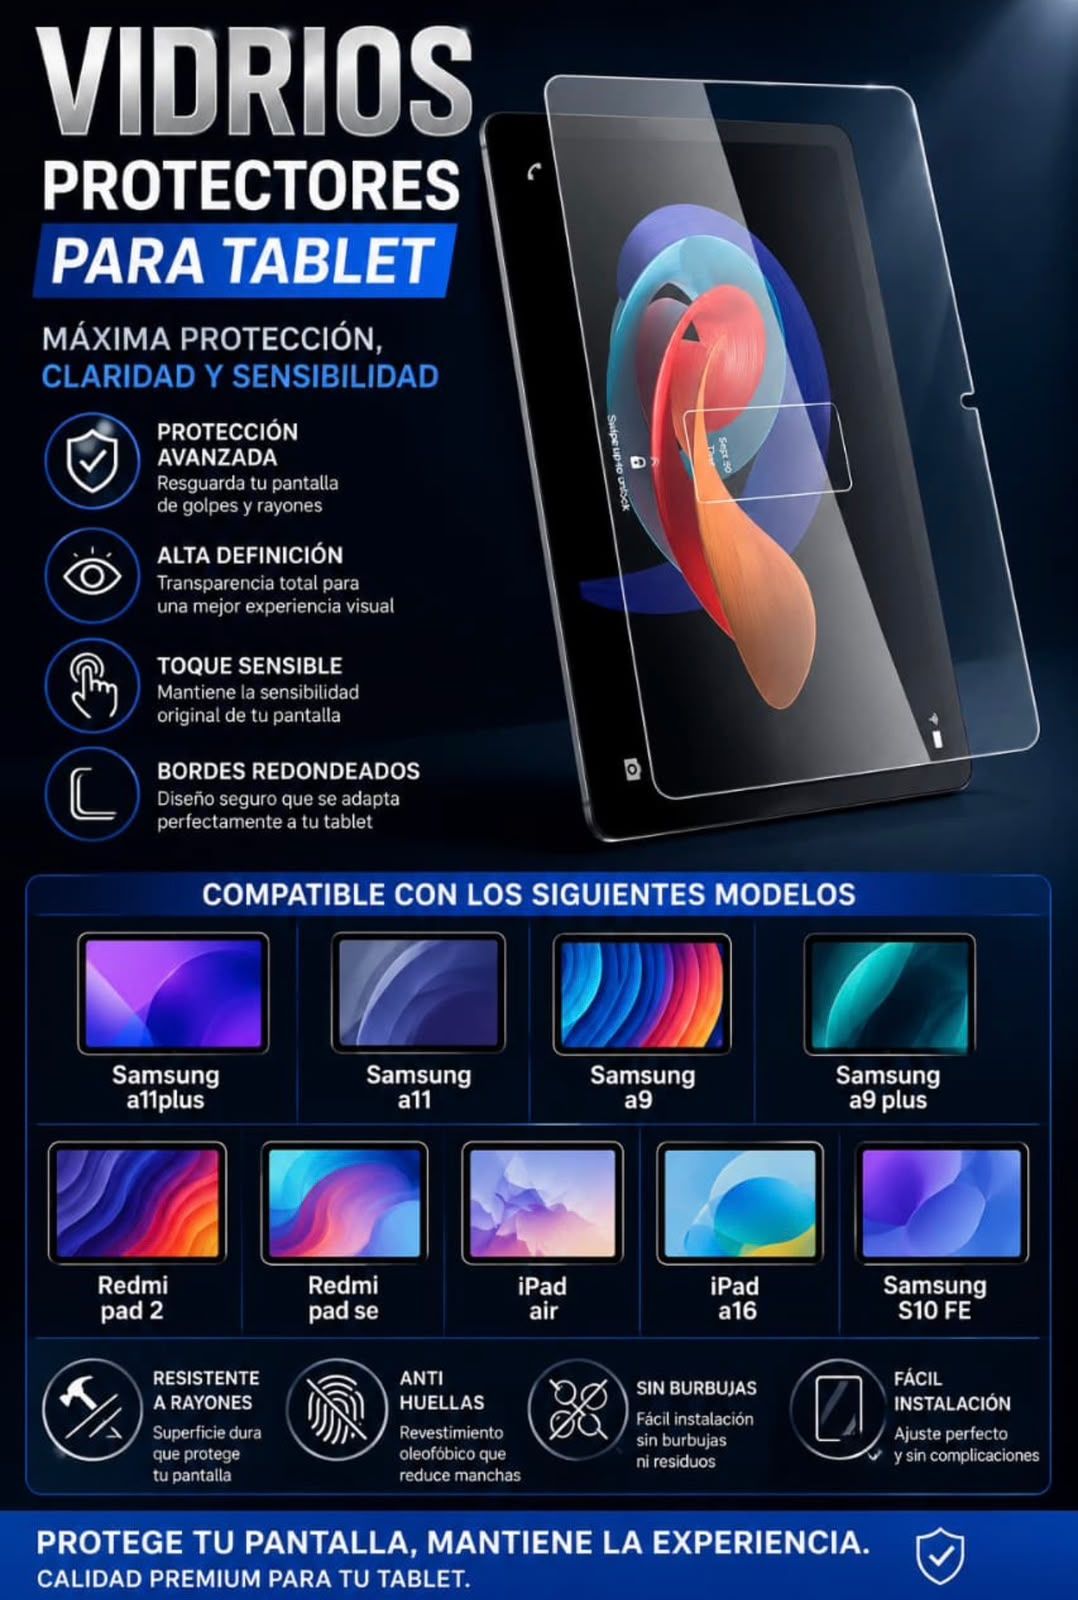 VIDRIOS
PROTECTORES
PARA TABLET
MÁXIMA PROTECCIÓN,
CLARIDAD Y SENSIBILIDAD
PROTECCIÓN
AVANZADA
Resguarda tu pantalla
de golpes y rayones
ALTA DEFINICIÓN
Transparencia total para
una mejor experiencia visual
TOQUE SENSIBLE
Mantiene la sensibilidad
original de tu pantalla
BORDES REDONDEADOS
Diseño seguro que se adapta
perfectamente a tu tablet
Swipe up to unlock
COMPATIBLE CON LOS SIGUIENTES MODELOS
Samsung
a11plus
Samsung
a11
Samsung
a9
Samsung
a9 plus
Redmi
pad 2
Redmi
pad se
iPad
air
iPad
a16
Samsung
S10 FE
RESISTENTE
A RAYONES
Superficie dura
que protege
tu pantalla
ANTI
HUELLAS
Revestimiento
oleofóbico que
reduce manchas
SIN BURBUJAS
Fácil instalación
sin burbujas
ni residuos
FÁCIL
INSTALACIÓN
Ajuste perfecto
y sin complicaciones
PROTEGE TU PANTALLA, MANTIENE LA EXPERIENCIA.
CALIDAD PREMIUM PARA TU TABLET.